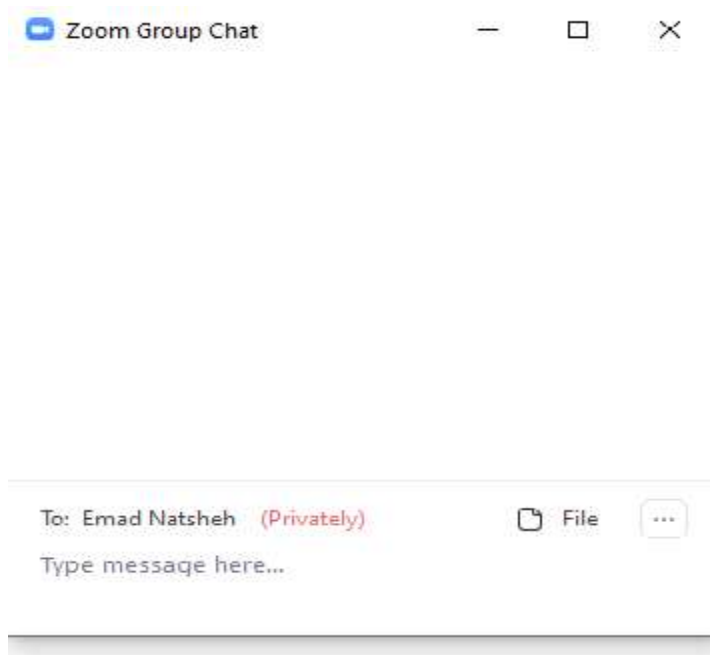 Zoom Group Chat
To: Emad Natsheh (Privately) File ...
Type message here...